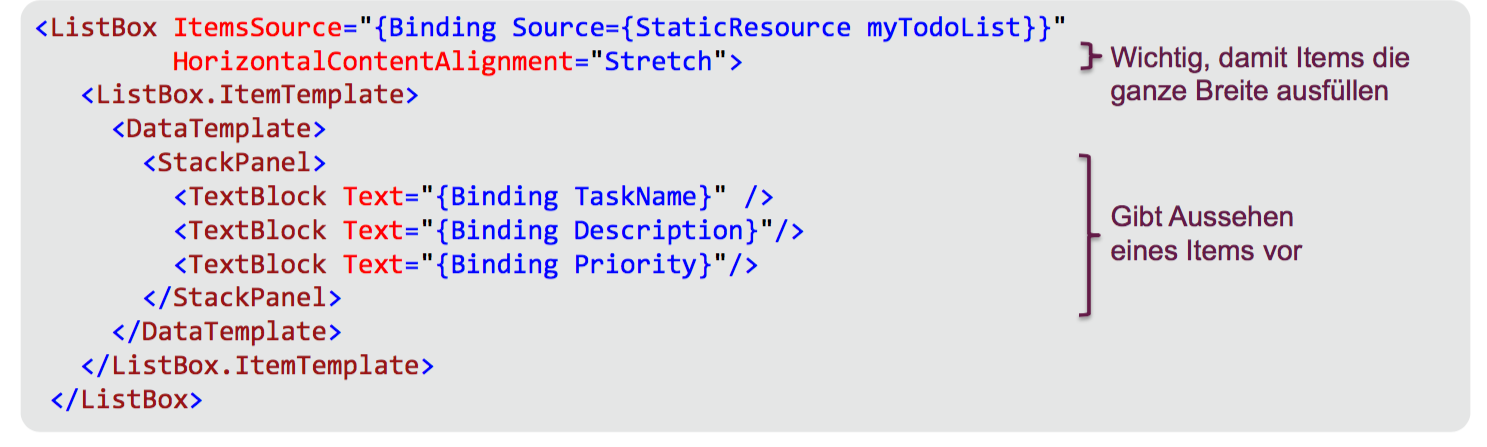 <ListBox ItemsSource="{Binding Source={StaticResource myTodoList}}"
HorizontalContentAlignment="Stretch">
<ListBox.ItemTemplate>
<DataTemplate>
<StackPanel>
<TextBlock Text="{Binding TaskName}" />
<TextBlock Text="{Binding Description}"/>
<TextBlock Text="{Binding Priority}"/>
</StackPanel>
</DataTemplate>
</ListBox.ItemTemplate>
</ListBox>
Wichtig, damit Items die
ganze Breite ausfüllen
Gibt Aussehen
eines Items vor